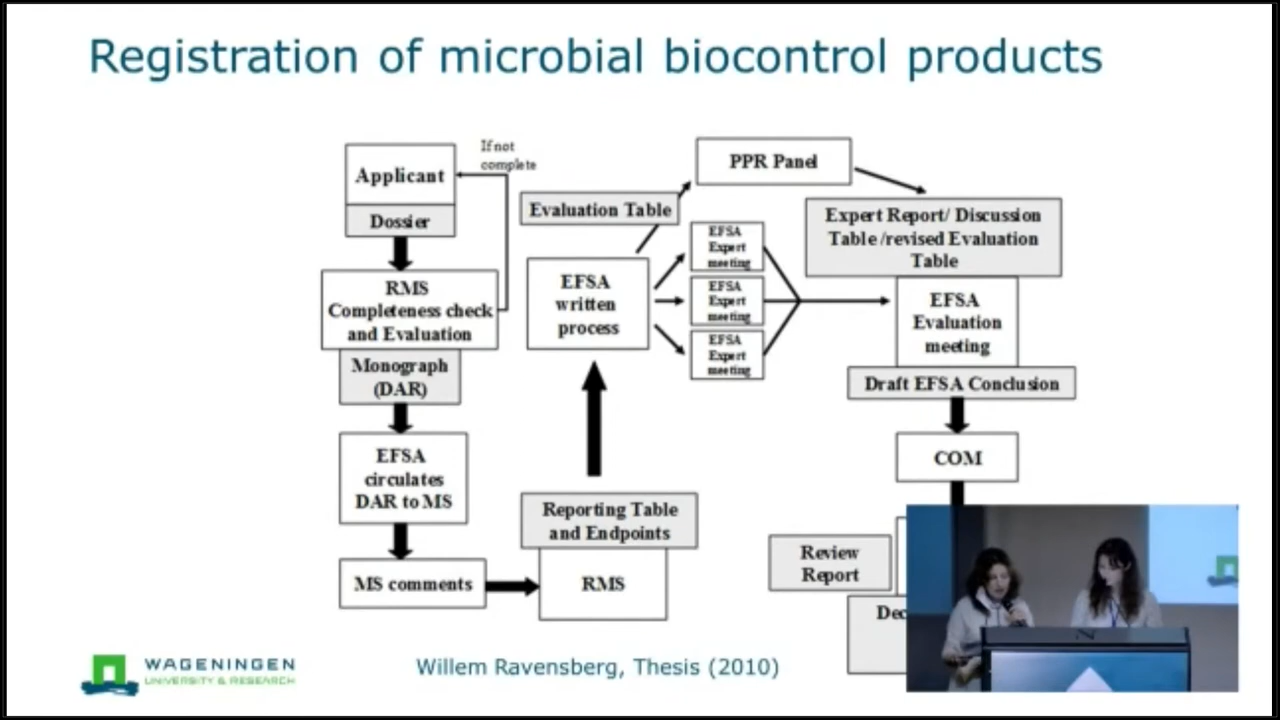 Registration of microbial biocontrol products
Applicant
Dossier
If not
complete
RMS
Completeness check
and Evaluation
Monograph
(DAR)
EFSA
circulates
DAR to MS
MS comments
Reporting Table
and Endpoints
RMS
EFSA
written
process
Evaluation Table
PPR Panel
EFSA
Expert
meeting
EFSA
Expert
meeting
EFSA
Expert
meeting
Expert Report/ Discussion
Table /revised Evaluation
Table
EFSA
Evaluation
meeting
Draft EFSA Conclusion
COM
Review
Report
Dec
WAGENINGEN
UNIVERSITY & RESEARCH
Willem Ravensberg, Thesis (2010)
N